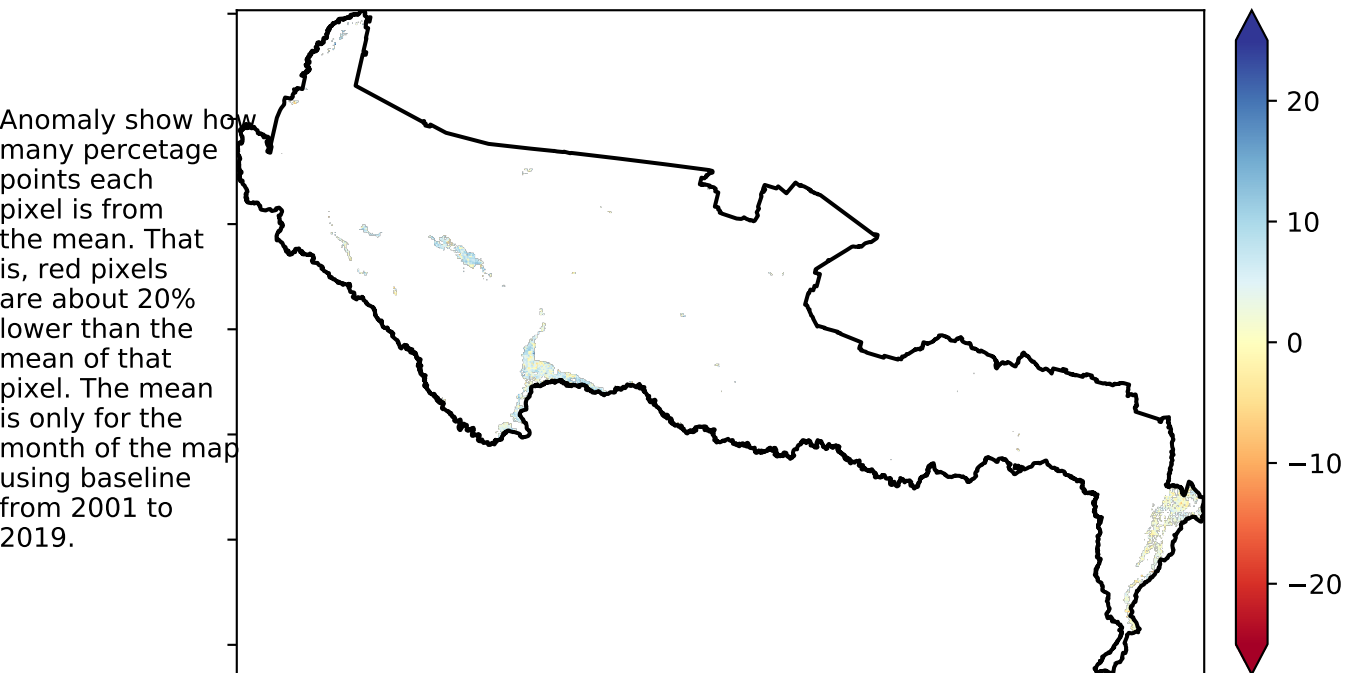 Anomaly show how
many percetage
points each
pixel is from
the mean. That
is, red pixels
are about 20%
lower than the
mean of that
pixel. The mean
is only for the
month of the map
using baseline
from 2001 to
2019.
20
10
0
−10
−20